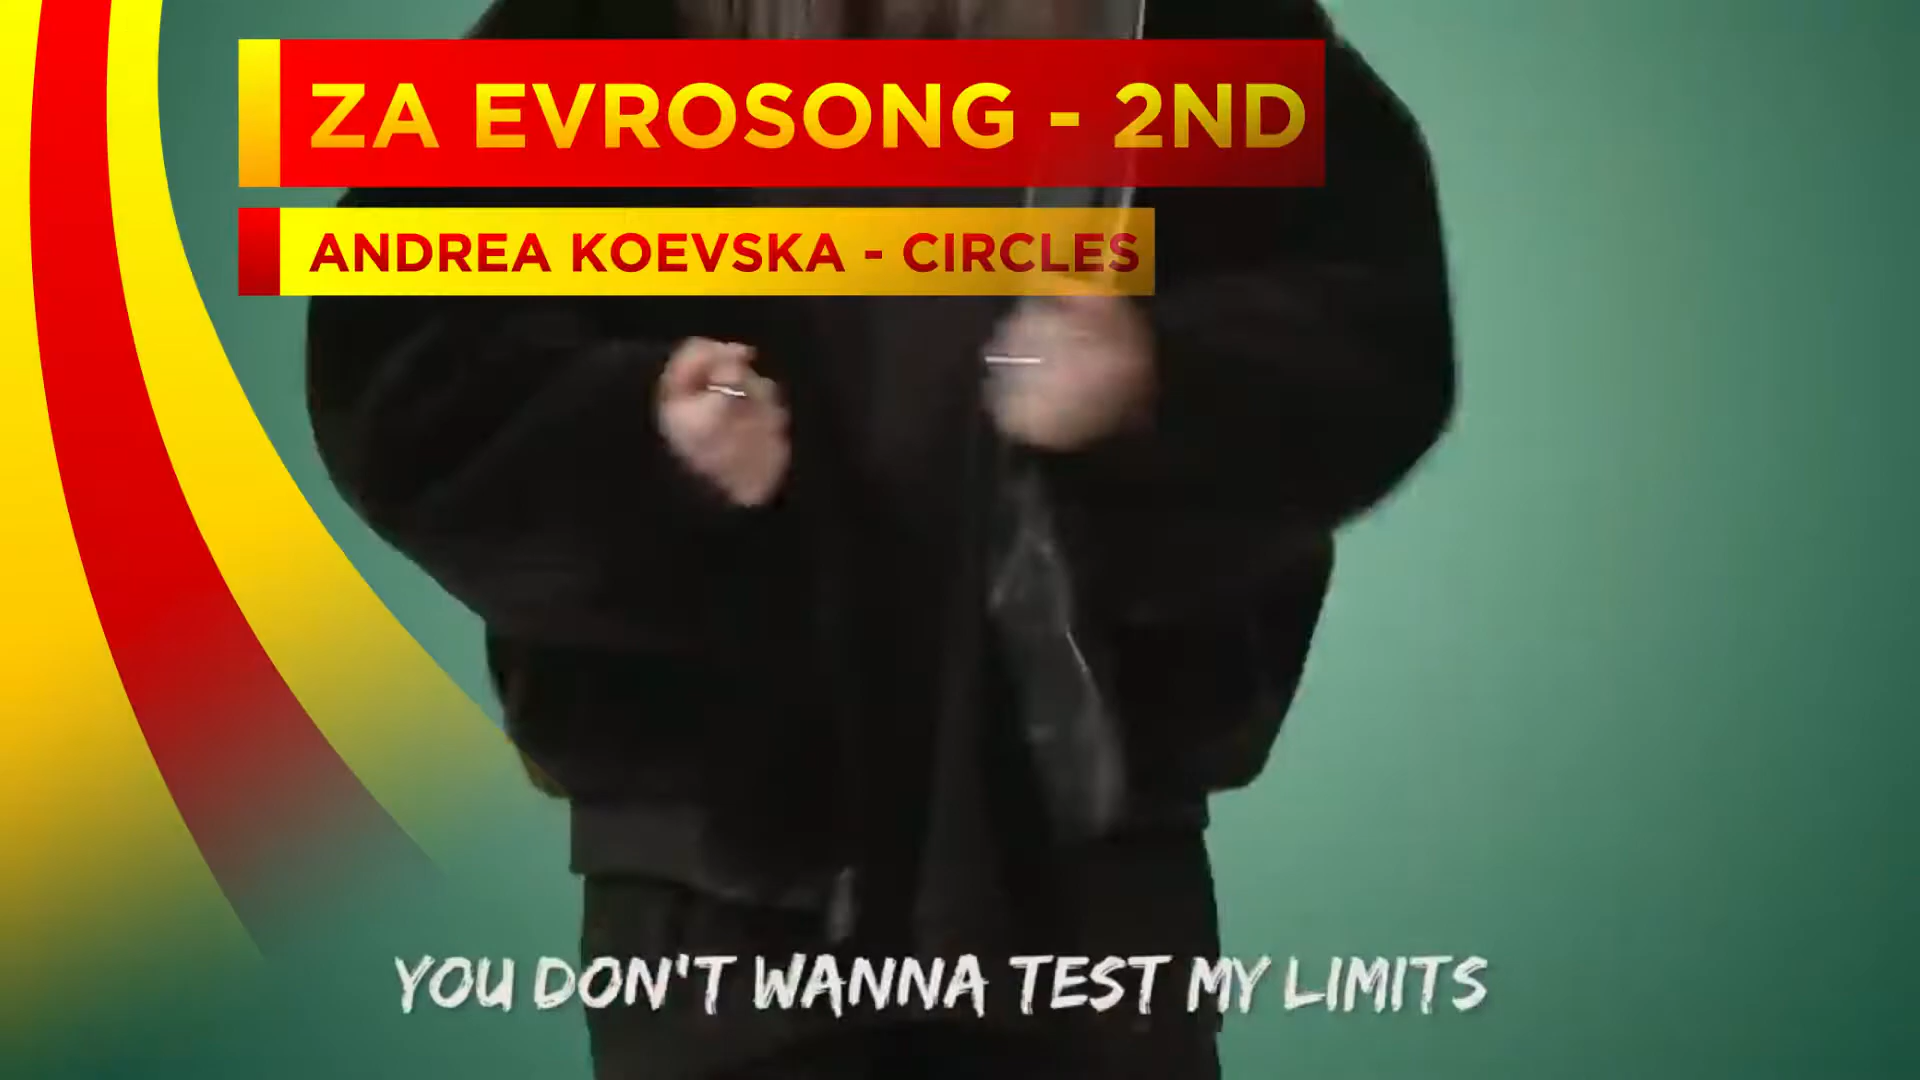 ZA EVROSONG - 2ND
ANDREA KOEVSKA - CIRCLES
YOU DON'T WANNA TEST MY LIMITS